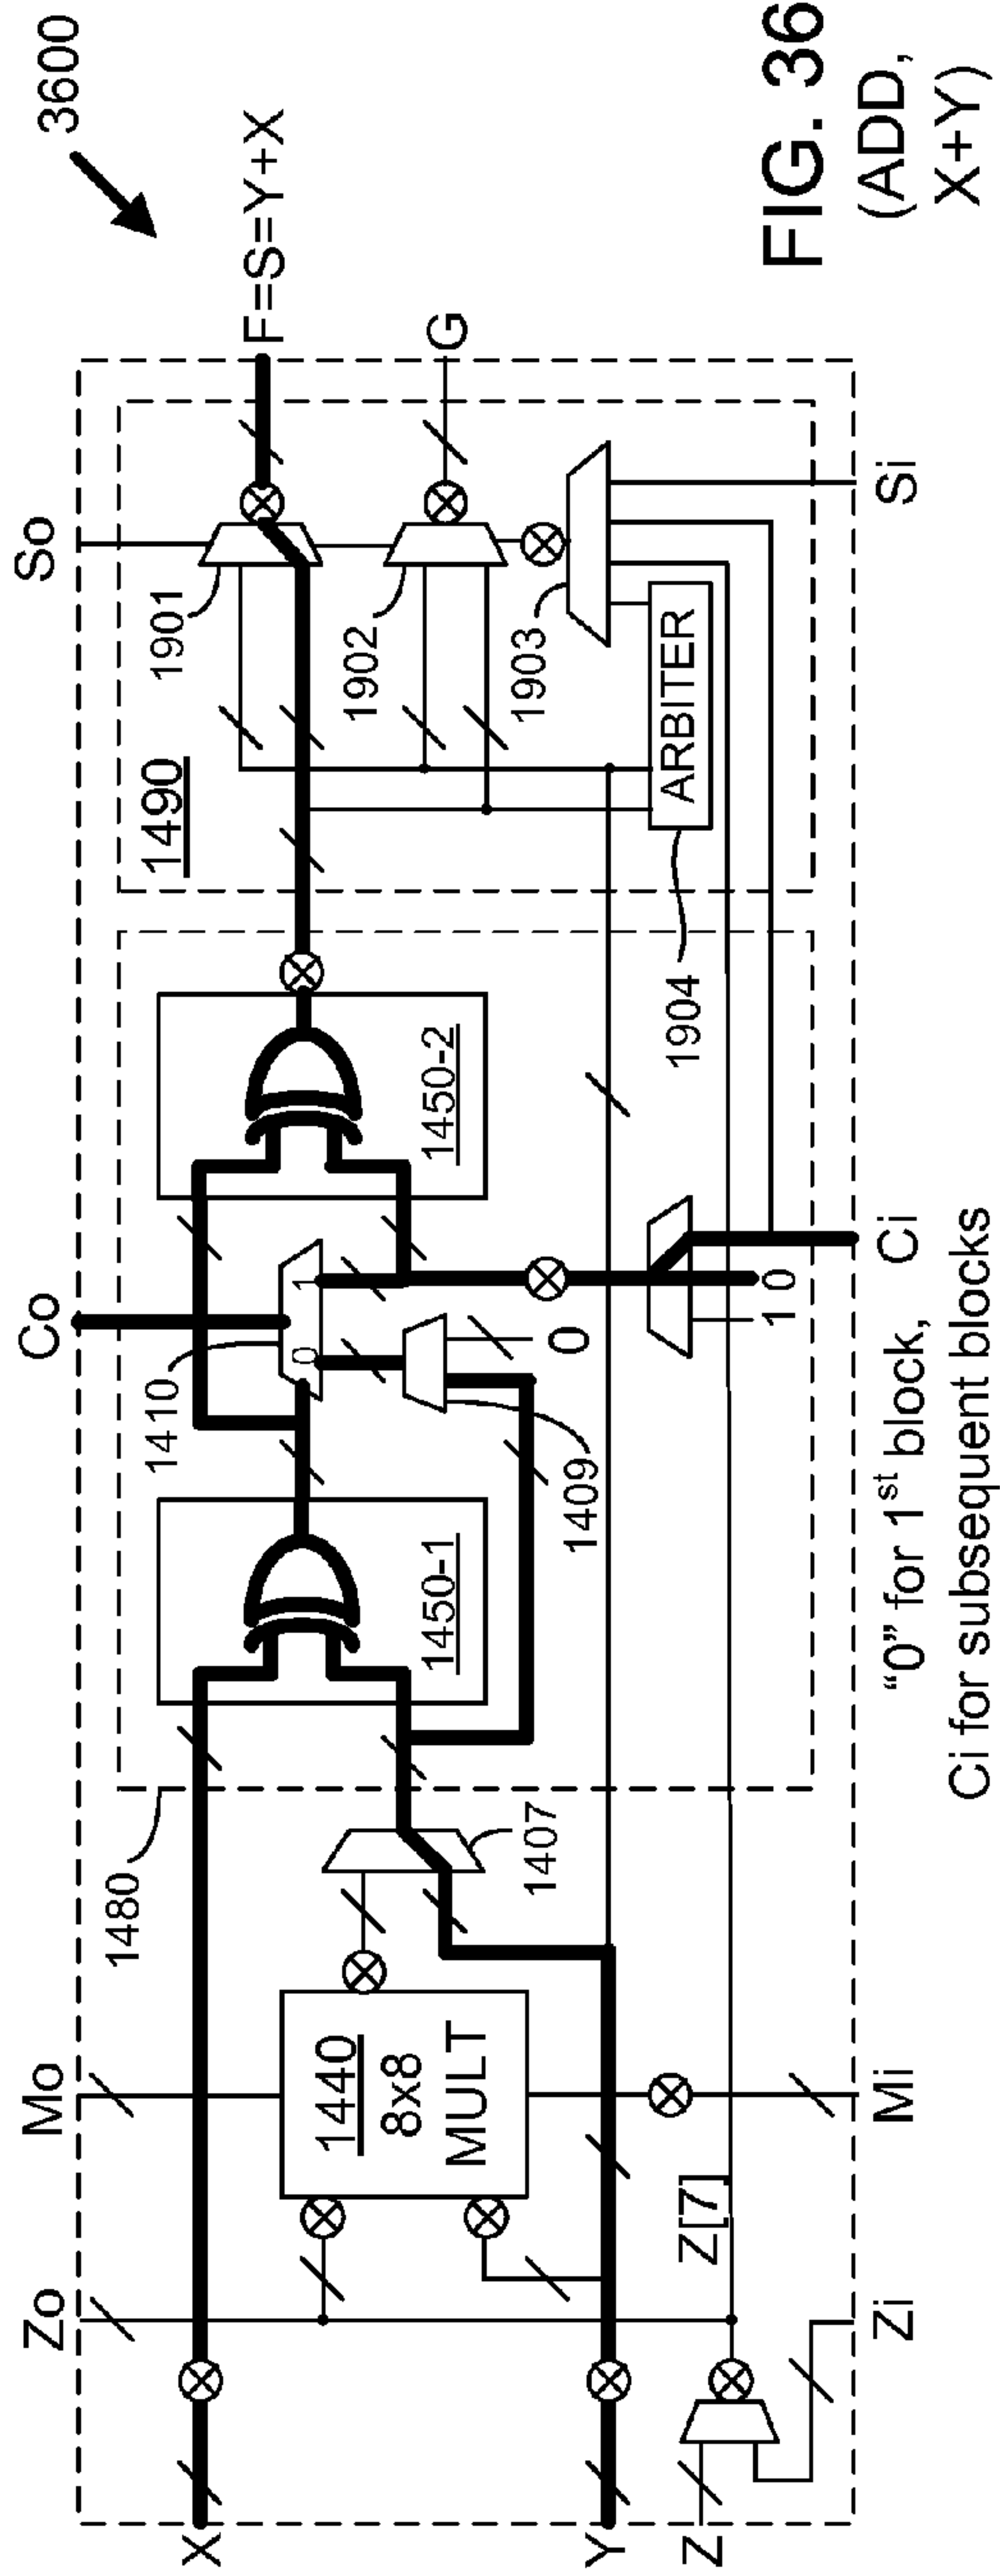 3600
Zo
Mo
Co
So
X
Y
Z
1480
1440
8x8
MULT
1407
1450-1
1409
1410
0
1
0
1450-2
1
0
1490
1901
1902
1903
1904
ARBITER
F=S=Y+X
G
Z[7]
Zi
Mi
Ci
Si
"0" for 1st block,
Ci for subsequent blocks
FIG. 36
(ADD,
X+Y)